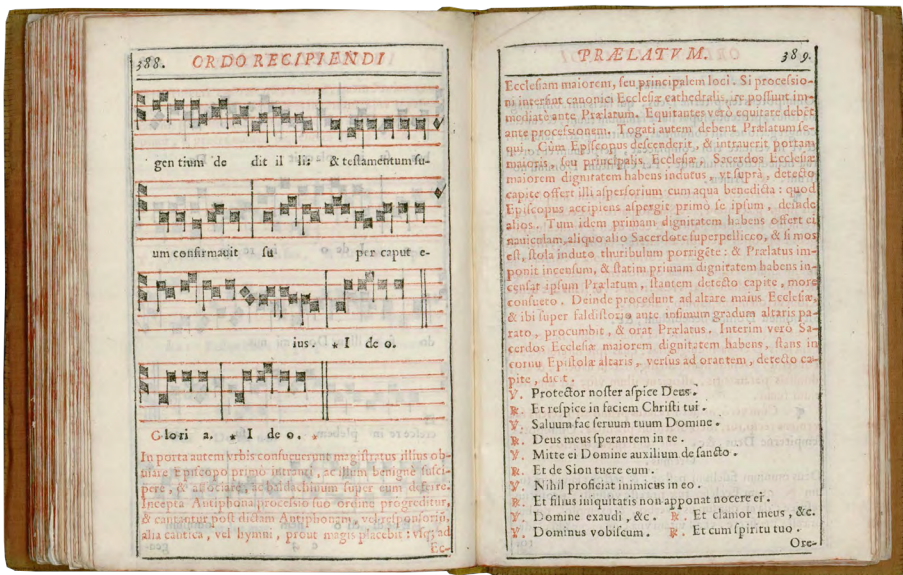 388. ORDO RECIPIENDI
gen tium de dit il li: & teſtamentum ſu-
um confirmauit ſu per caput e-
ius. * I de o.
Glori a. * I de o.
In porta autem vrbis conſueuerunt magiſtratus illius ob-
uiare Epiſcopo primò intranti, ac illum benignè ſuſci-
pere, & aſſociare, ac baldachinum ſuper eum deferre.
Incepta Antiphona, proceſſio ſuo ordine progreditur,
& cantantur poſt dictam Antiphonam, vel reſponſoriũ,
alia cantica, vel hymni, prout magis placebit; vſq; ad
Ec-
PRÆLATVM. 389.
Eccleſiam maiorem, ſeu principalem loci. Si proceſſio-
ni interſint canonici Eccleſiæ cathedralis, ire poſſunt im-
mediatè ante Prælatum. Equitantes verò equitare debẽt
ante proceſsionem. Togati autem debent Prælatum ſe-
qui. Cùm Epiſcopus deſcenderit, & intrauerit portam
maioris, ſeu principalis Eccleſiæ, Sacerdos Eccleſiæ
maiorem dignitatem habens indutus, vt ſuprà, detecto
capite offert illi aſperſorium cum aqua benedicta: quod
Epiſcopus accipiens aſpergit primò ſe ipſum, deinde
alios. Tum idem primam dignitatem habens offert ei
nauiculam, aliquo alio Sacerdote ſuperpelliceo, & ſi mos
eſt, ſtola induto thuribulum porrigẽte: & Prælatus im-
ponit incenſum, & ſtatim primam dignitatem habens in-
cenſat ipſum Prælatum, ſtantem detecto capite, more
conſueto. Deinde procedunt ad altare maius Eccleſiæ,
& ibi ſuper faldiſtorio ante infimum gradum altaris pa-
rato, procumbit, & orat Prælatus. Interim verò Sa-
cerdos Eccleſiæ maiorem dignitatem habens, ſtans in
cornu Epiſtolæ altaris, verſus ad orantem, detecto ca-
pite, dicit.
℣. Protector noſter aſpice Deus.
℟. Et reſpice in faciem Chriſti tui.
℣. Saluum fac ſeruum tuum Domine.
℟. Deus meus ſperantem in te.
℣. Mitte ei Domine auxilium de ſancto.
℟. Et de Sion tuere eum.
℣. Nihil proficiat inimicus in eo.
℟. Et filius iniquitatis non apponat nocere ei.
℣. Domine exaudi, &c. ℟. Et clamor meus, &c.
℣. Dominus vobiſcum. ℟. Et cum ſpiritu tuo.
Ore-